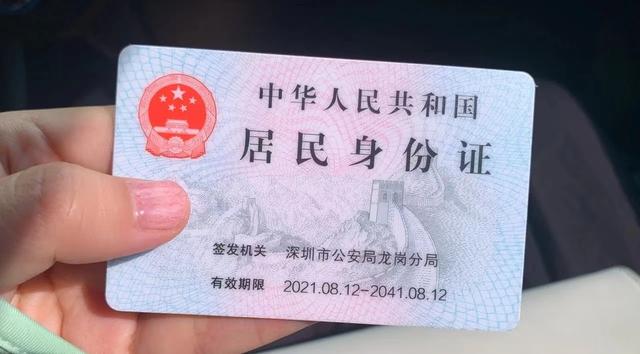 中华人民共和国
居民身份证
签发机关 深圳市公安局龙岗分局
有效期限 2021.08.12-2041.08.12